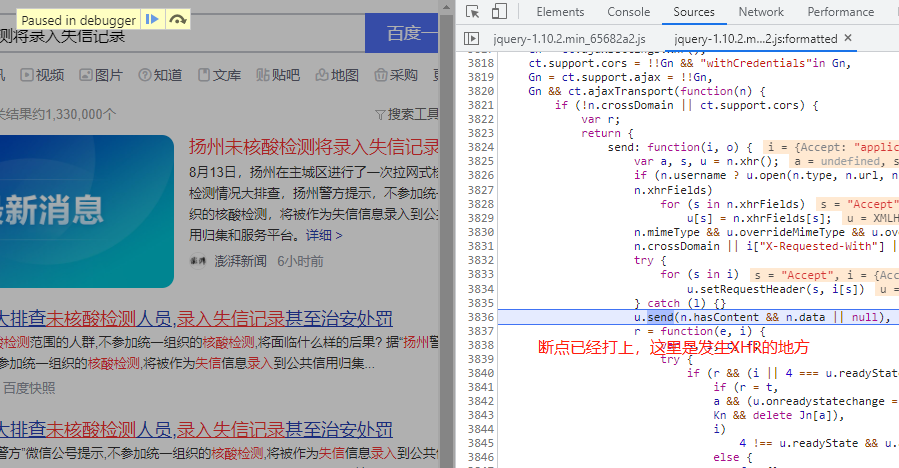 Paused in debugger
则将录入失信记录
百度一
讯
视频
图片
知道
文库
贴吧
地图
采购
关结果约1,330,000个
搜索工具
最新消息
扬州未核酸检测将录入失信记录
8月13日，扬州在主城区进行了一次拉网式核
检测情况大排查，扬州警方提示，不参加统一
织的核酸检测，将被作为失信信息录入到公共
用归集和服务平台。详细 >
澎湃新闻 6小时前
大排查未核酸检测人员,录入失信记录甚至治安处罚
检测范围的人群,不参加统一组织的核酸检测,将面临什么样的后果? 据“扬州警
参加统一组织的核酸检测,将被作为失信信息录入到公共信用归集...
百度快照
大排查未核酸检测人员,录入失信记录甚至治安处罚
警方”微信公号提示,不参加统一组织的核酸检测,将被作为失信信息录入到公共
Elements Console Sources Network Performance
jquery-1.10.2.min_65682a2.js jquery-1.10.2.m…2.js:formatted ×
3818 ct.support.cors = !!Gn && "withCredentials"in Gn,
3819 Gn = ct.support.ajax = !!Gn,
3820 Gn && ct.ajaxTransport(function(n) {
3821 if (!n.crossDomain || ct.support.cors) {
3822 var r;
3823 return {
3824 send: function(i, o) { i = {Accept: "applic
3825 var a, s, u = n.xhr(); a = undefined, s
3826 if (n.username ? u.open(n.type, n.url, n
3827 n.xhrFields)
3828 for (s in n.xhrFields) s = "Accept"
3829 u[s] = n.xhrFields[s]; u = XMLH
3830 n.mimeType && u.overrideMimeType && u.ov
3831 n.crossDomain || i["X-Requested-With"] |
3832 try {
3833 for (s in i) s = "Accept", i = {Acc
3834 u.setRequestHeader(s, i[s]) u =
3835 } catch (l) {}
3836 u.send(n.hasContent && n.data || null),
3837 r = function(e, i) {
3838
断点已经打上，这里是发生XHR的地方
3839 try {
3840 if (r && (i || 4 === u.readyState
3841 if (r = t,
3842 a && (u.onreadystatechange =
3843 Kn && delete Jn[a]),
3844 i)
3845 4 !== u.readyState && u.a
3846 else {
3847